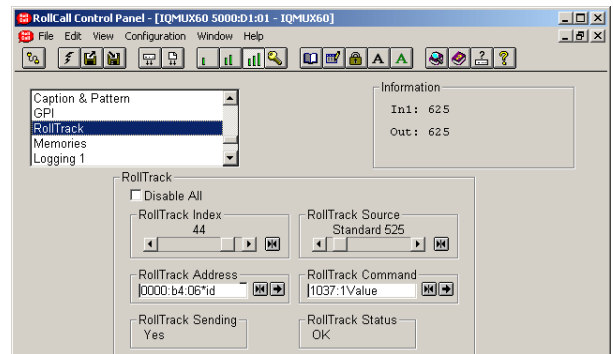 RollCall Control Panel - [IQMUX60 5000:D1:01 - IQMUX60]
File Edit View Configuration Window Help
A A ?
Caption & Pattern
GPI
RollTrack
Memories
Logging 1
Information
In1: 625
Out: 625
RollTrack
Disable All
RollTrack Index
44
RollTrack Source
Standard 525
RollTrack Address
0000:b4:06*id
RollTrack Command
1037:1Value
RollTrack Sending
Yes
RollTrack Status
OK